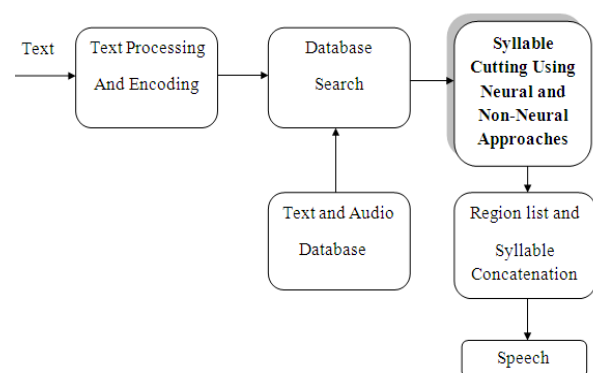 Text
Text Processing
And Encoding
Database
Search
Syllable
Cutting Using
Neural and
Non-Neural
Approaches
Text and Audio
Database
Region list and
Syllable
Concatenation
Speech